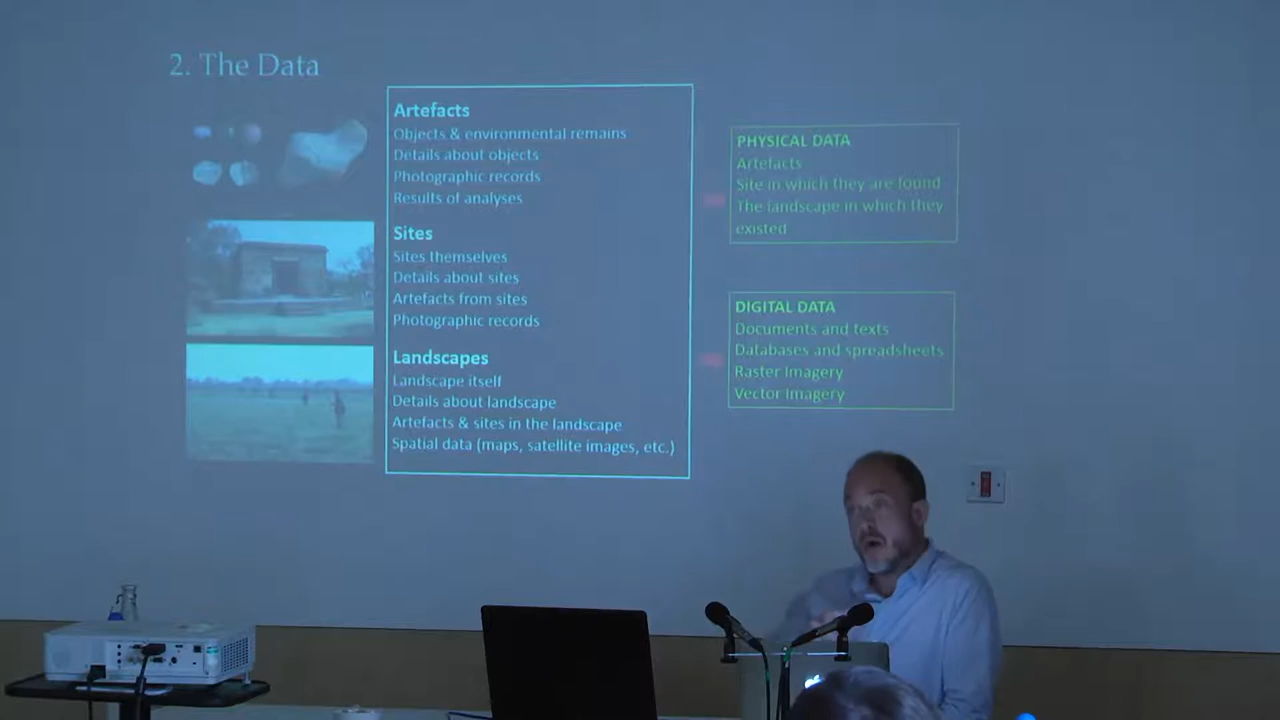 2. The Data
Artefacts
Objects & environmental remains
Details about objects
Photographic records
Results of analyses
Sites
Sites themselves
Details about sites
Artefacts from sites
Photographic records
Landscapes
Landscape itself
Details about landscape
Artefacts & sites in the landscape
Spatial data (maps, satellite images, etc.)
PHYSICAL DATA
Artefacts
Site in which they are found
The landscape in which they
existed
DIGITAL DATA
Documents and texts
Databases and spreadsheets
Raster Imagery
Vector Imagery